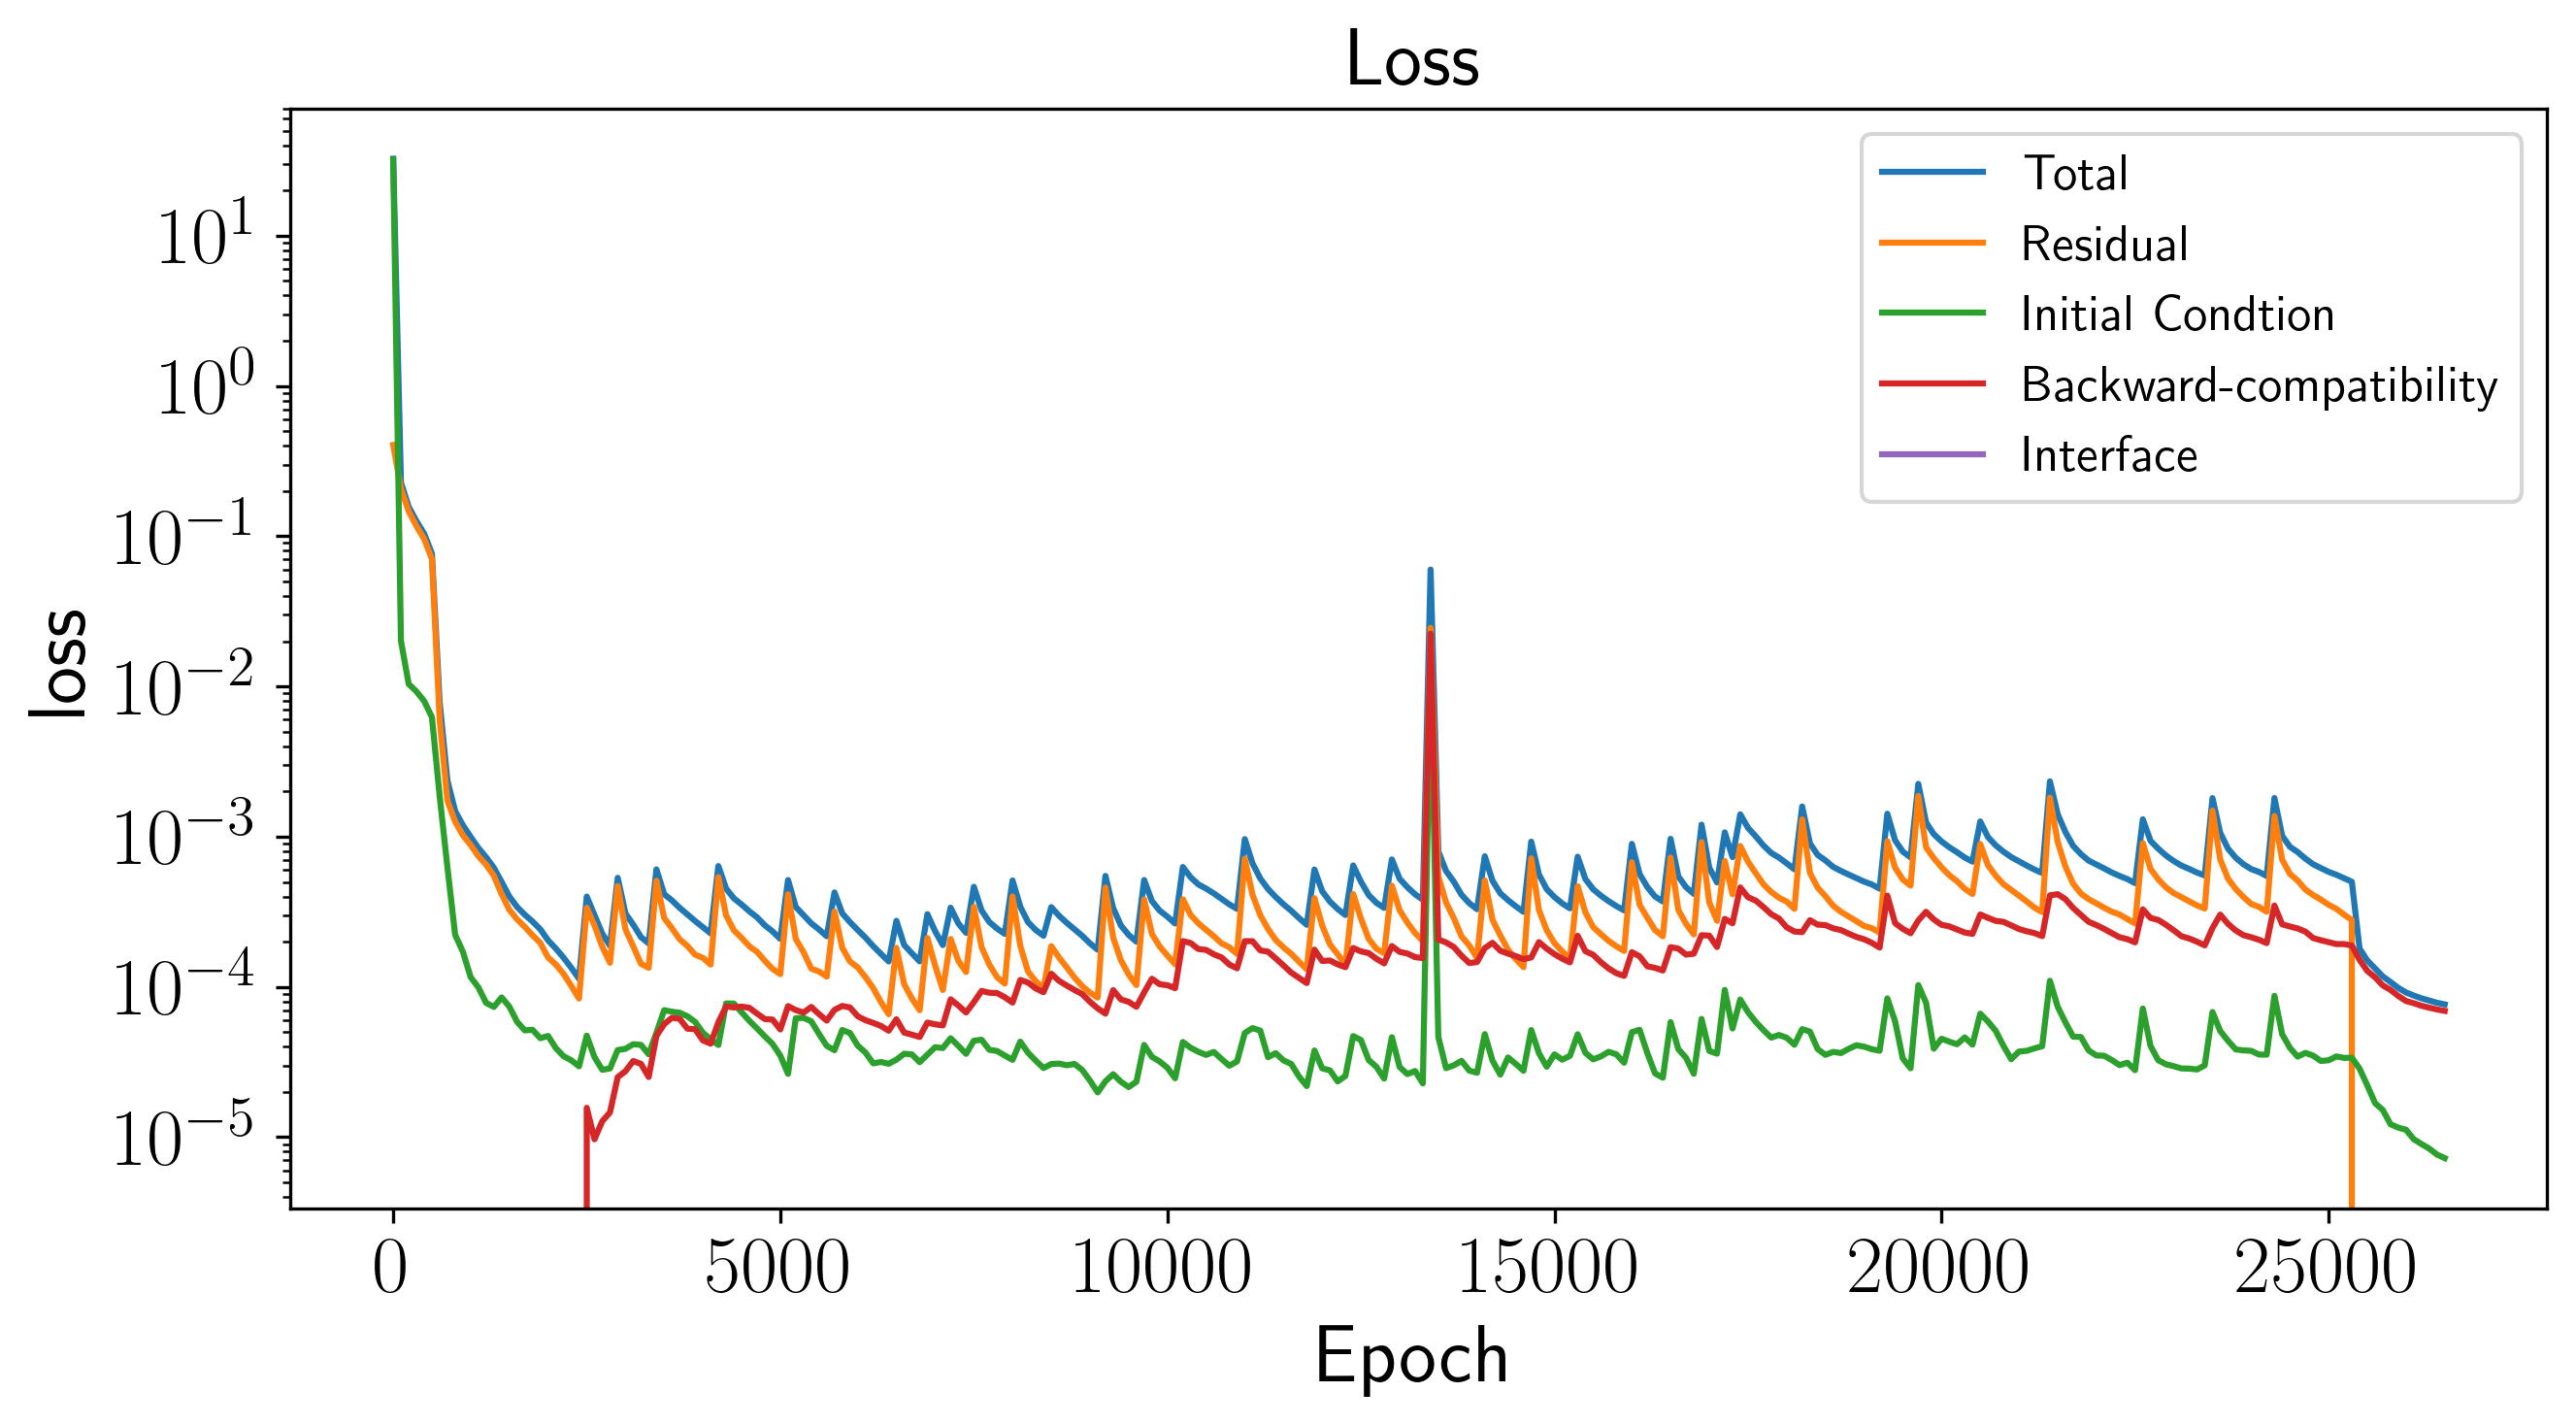 Loss
Total
Residual
Initial Condtion
Backward-compatibility
Interface
10^1
10^0
10^−1
10^−2
10^−3
10^−4
10^−5
loss
0 5000 10000 15000 20000 25000
Epoch